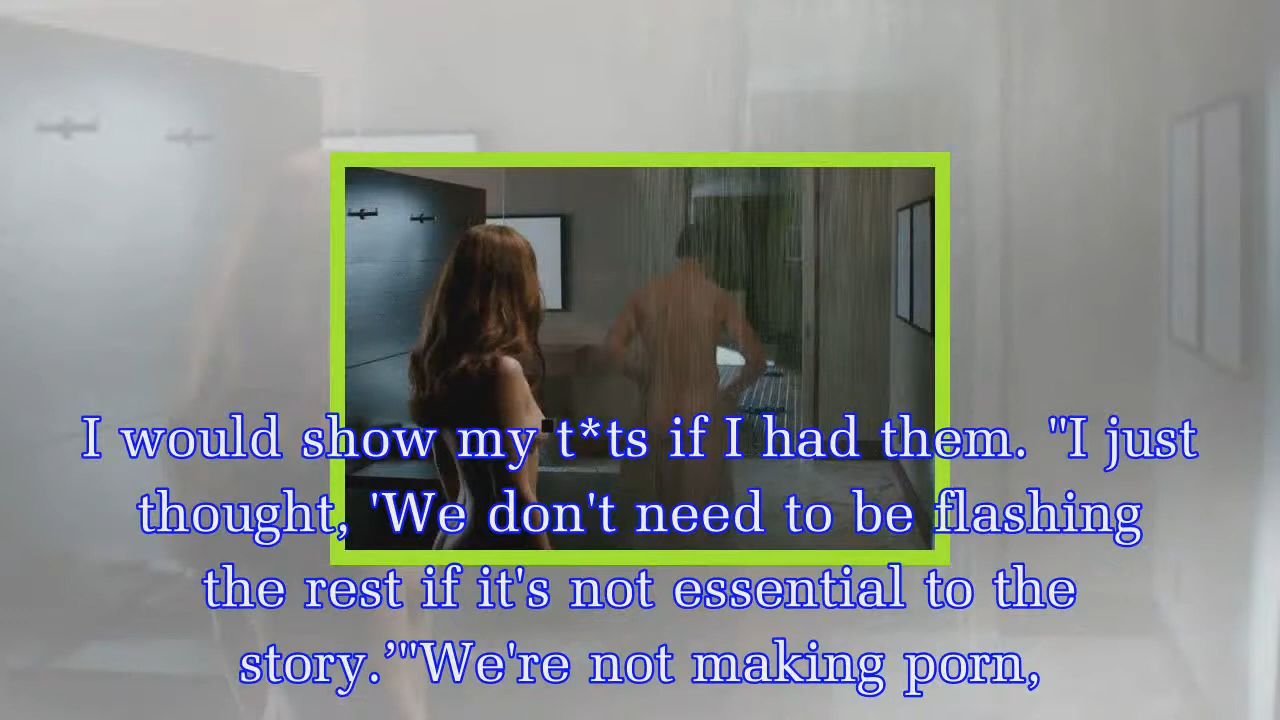 I would show my t*ts if I had them. "I just
thought, 'We don't need to be flashing
the rest if it's not essential to the
story.’"We're not making porn,